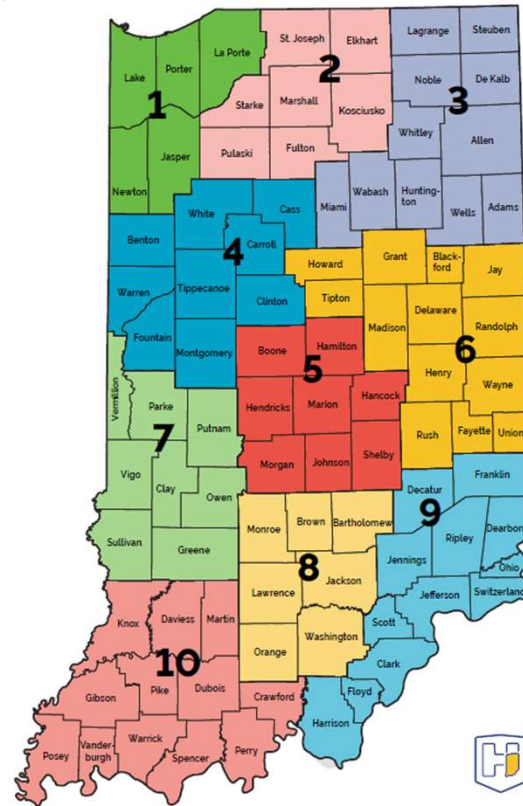 Lagrange
Steuben
St. Joseph
Elkhart
La Porte
Lake
Porter
2
Noble
De Kalb
1
3
Starke
Marshall
Kosciusko
Whitley
Allen
Jasper
Pulaski
Fulton
Newton
Miami
Wabash
Hunting-
ton
Wells
Adams
White
Cass
Benton
4
Carroll
Howard
Grant
Black-
ford
Jay
Warren
Tippecanoe
Clinton
Tipton
Madison
Delaware
Randolph
Fountain
Montgomery
Boone
Hamilton
5
6
Henry
Wayne
Vermillion
Parke
Putnam
Hendricks
Marion
Hancock
7
Rush
Fayette
Union
Vigo
Clay
Owen
Morgan
Johnson
Shelby
Franklin
Decatur
Sullivan
Greene
Monroe
Brown
Bartholomew
9
Dearborn
Ripley
Jennings
Ohio
8
Lawrence
Jackson
Jefferson
Switzerland
Knox
Daviess
Martin
Scott
Washington
Orange
10
Clark
Gibson
Pike
Dubois
Crawford
Floyd
Harrison
Posey
Vander-
burgh
Warrick
Spencer
Perry